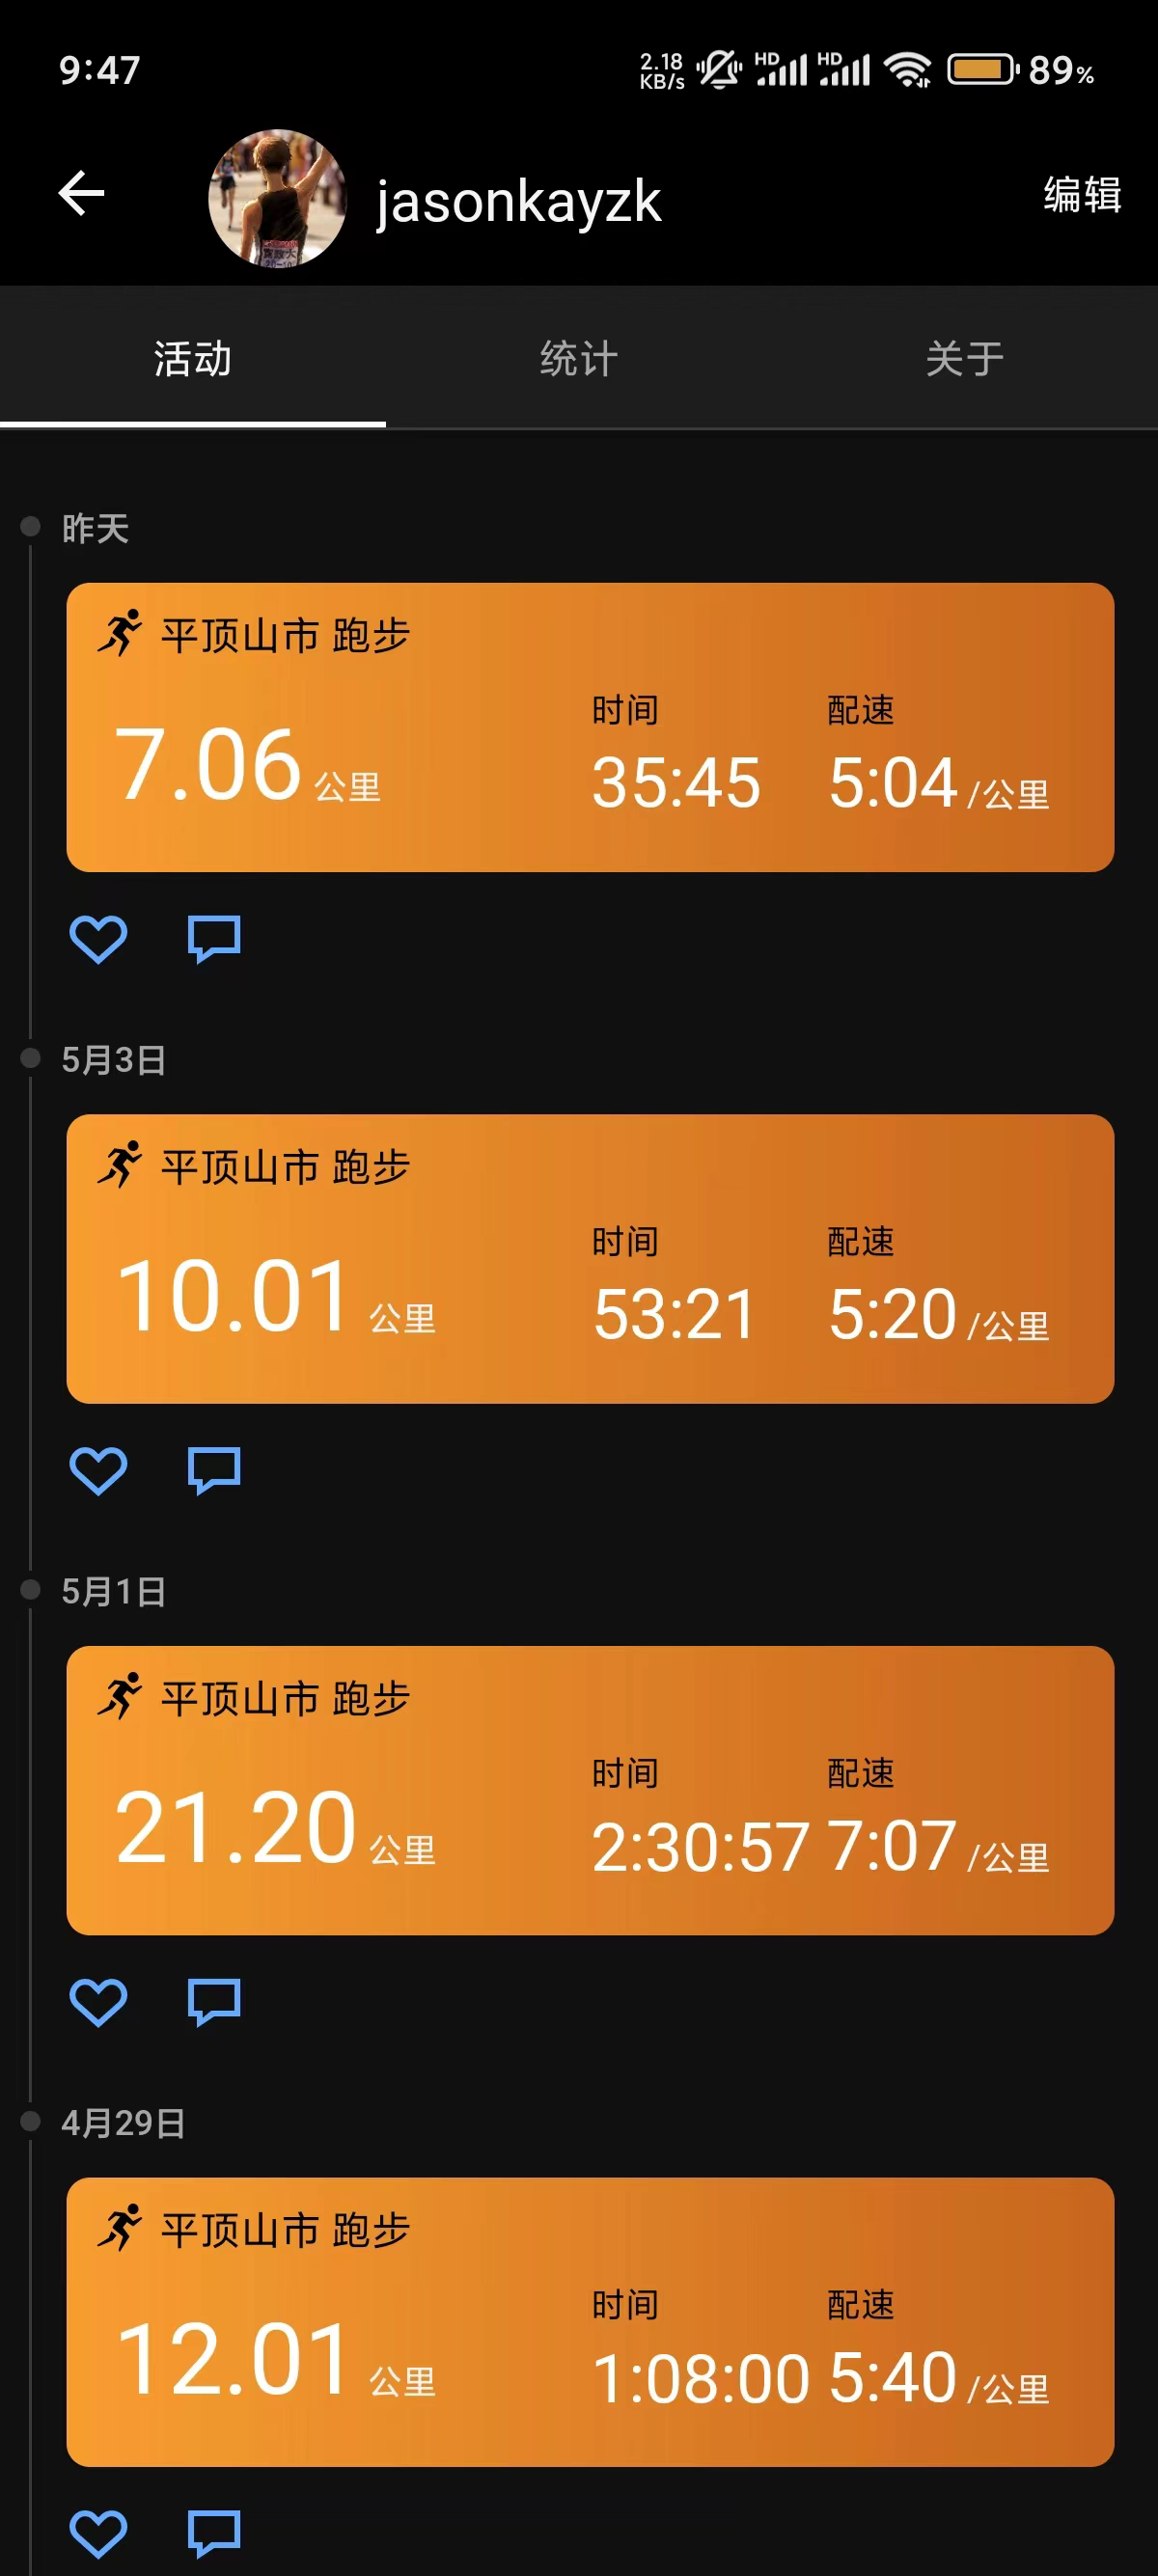 9:47
2.18 KB/s HD HD 89%
jasonkayzk
编辑
活动 统计 关于
昨天
平顶山市 跑步
时间 配速
7.06 公里 35:45 5:04 /公里
5月3日
平顶山市 跑步
时间 配速
10.01 公里 53:21 5:20 /公里
5月1日
平顶山市 跑步
时间 配速
21.20 公里 2:30:57 7:07 /公里
4月29日
平顶山市 跑步
时间 配速
12.01 公里 1:08:00 5:40 /公里